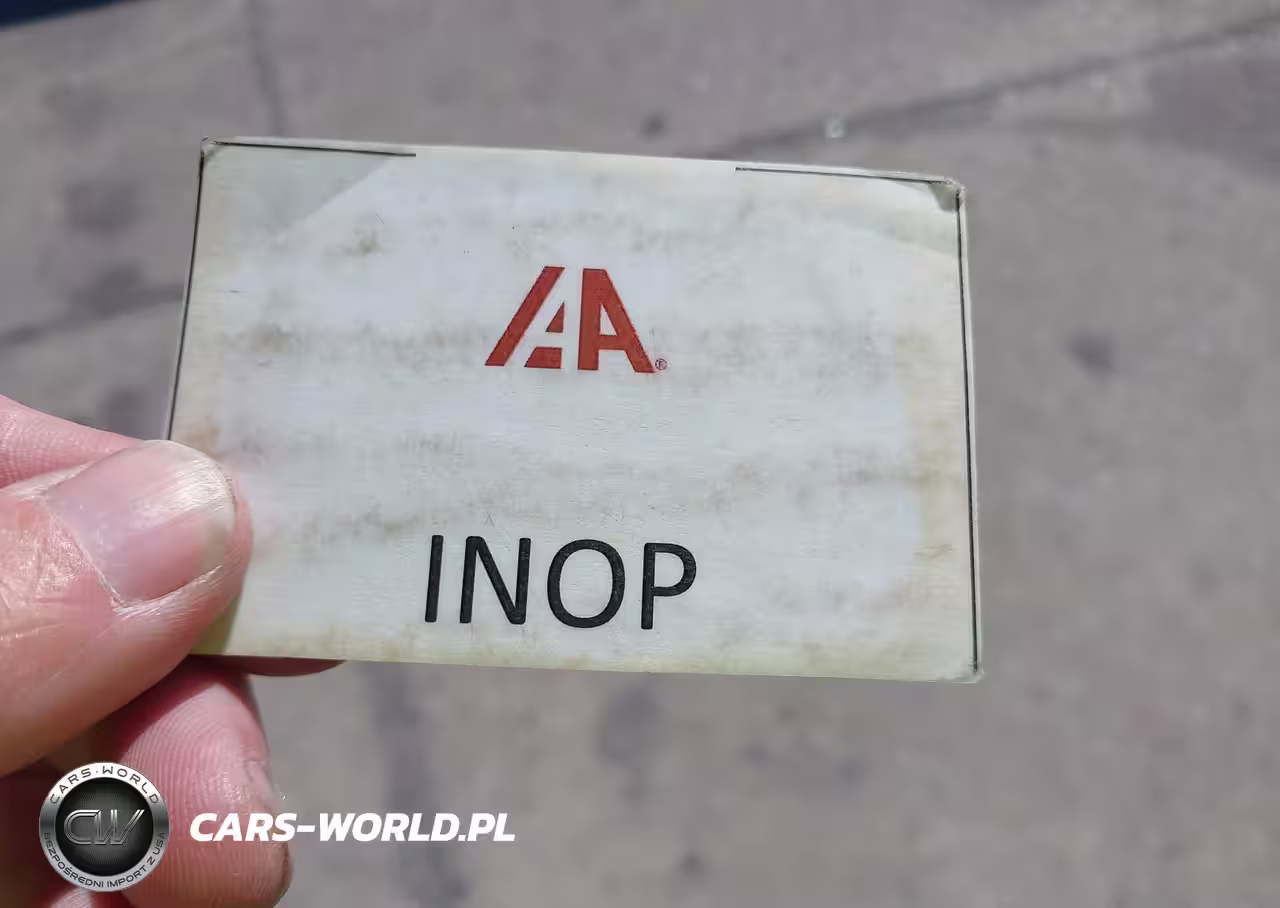 IAA®
INOP
CARS-WORLD
CW
BEZPOŚREDNI IMPORT Z USA
CARS-WORLD.PL